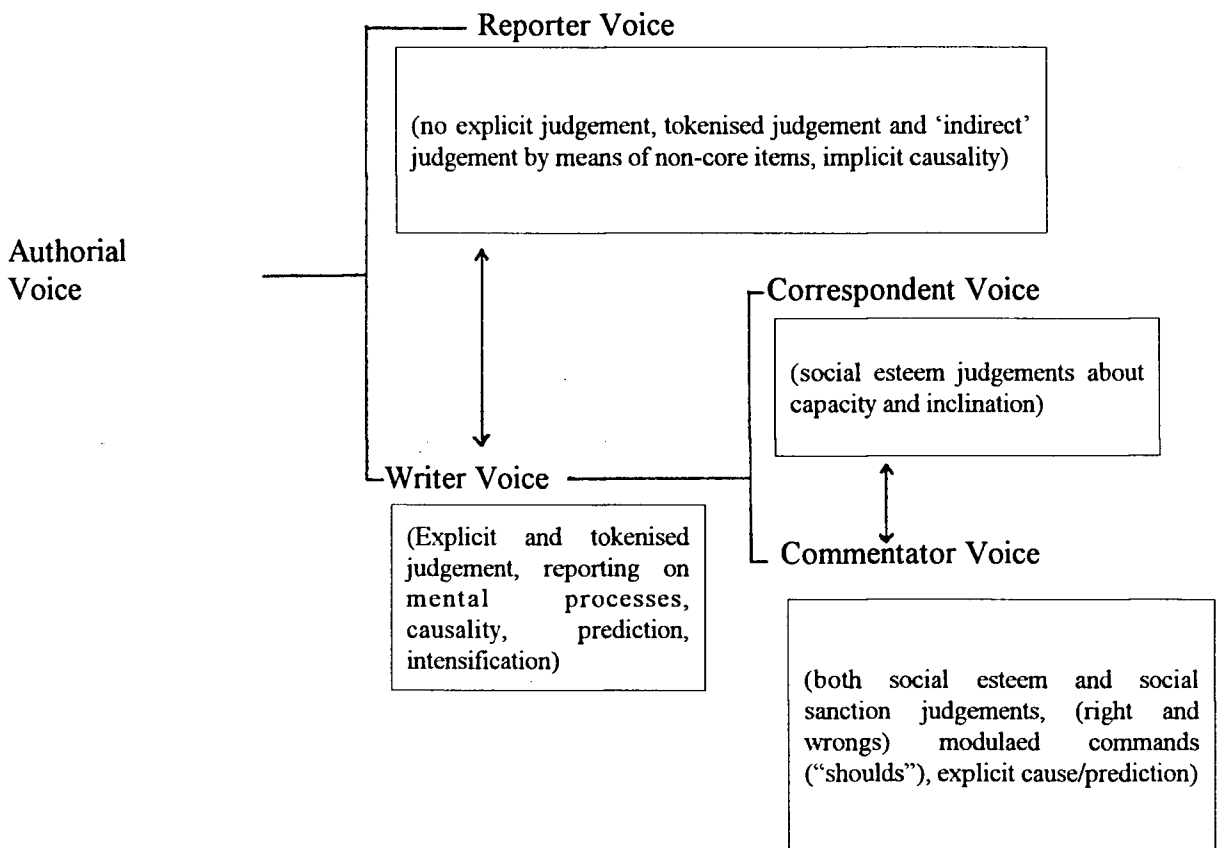 Reporter Voice
(no explicit judgement, tokenised judgement and ‘indirect’
judgement by means of non-core items, implicit causality)
Authorial
Voice
Correspondent Voice
(social esteem judgements about
capacity and inclination)
Writer Voice
(Explicit and tokenised
judgement, reporting on
mental processes,
causality, prediction,
intensification)
Commentator Voice
(both social esteem and social
sanction judgements, (right and
wrongs) modulaed commands
(“shoulds”), explicit cause/prediction)